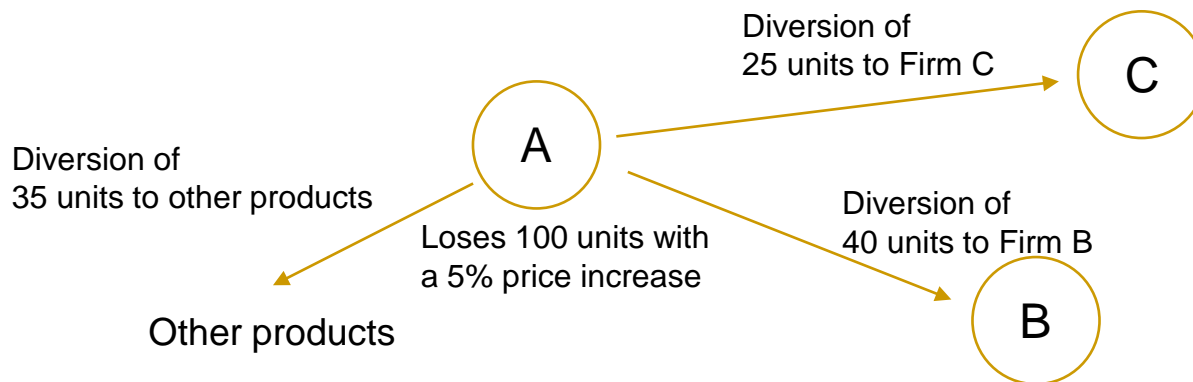 Diversion of
25 units to Firm C
C
A
Diversion of
35 units to other products
Diversion of
40 units to Firm B
Loses 100 units with
a 5% price increase
Other products
B